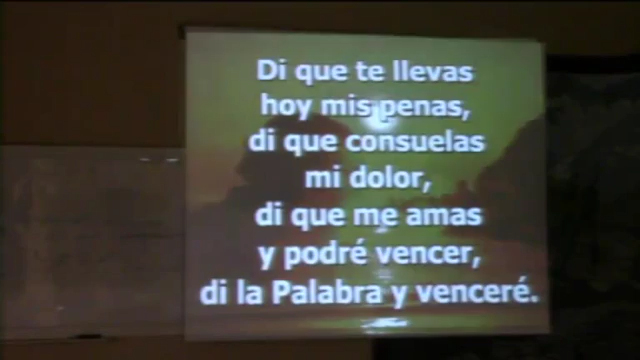 Di que te llevas
hoy mis penas,
di que consuelas
mi dolor,
di que me amas
y podré vencer,
di la Palabra y venceré.